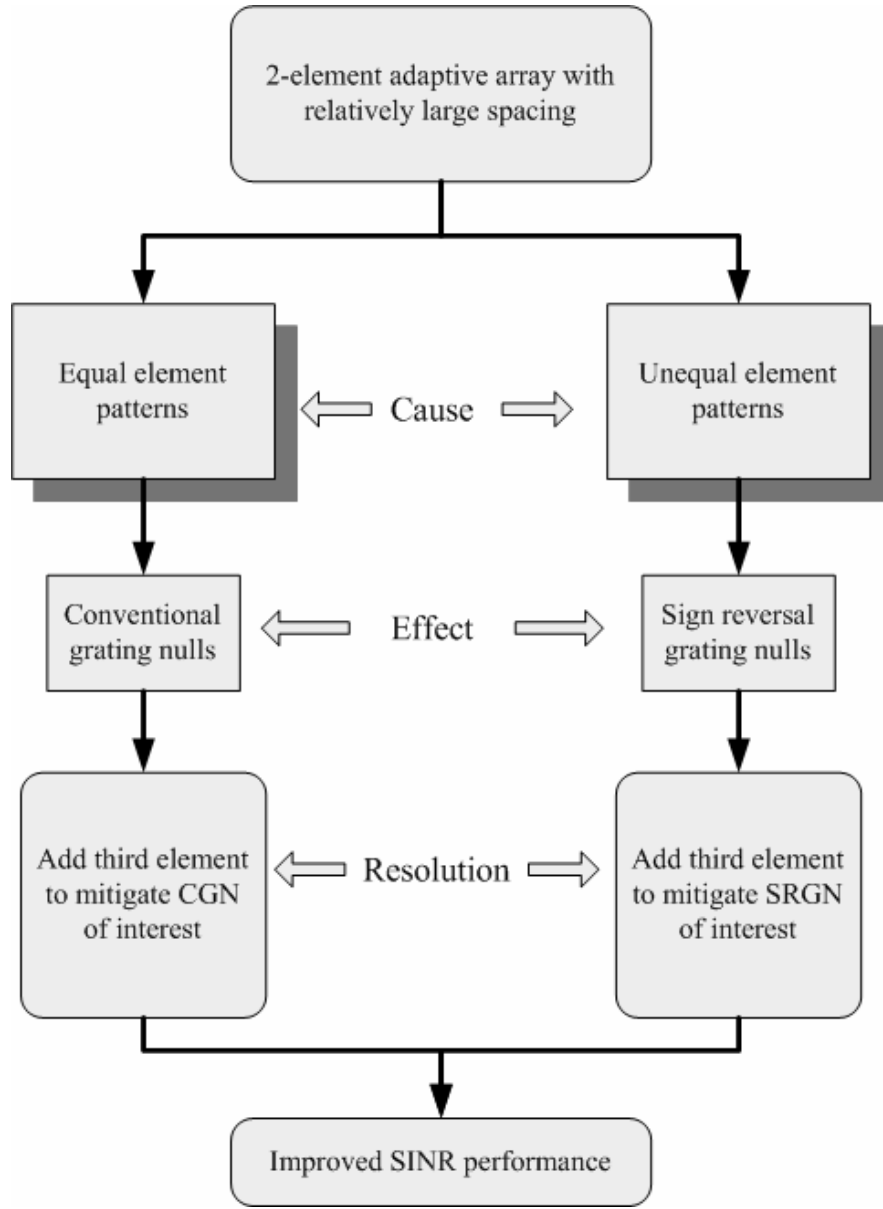 2-element adaptive array with
relatively large spacing
Equal element
patterns
Cause
Unequal element
patterns
Conventional
grating nulls
Effect
Sign reversal
grating nulls
Add third element
to mitigate CGN
of interest
Resolution
Add third element
to mitigate SRGN
of interest
Improved SINR performance